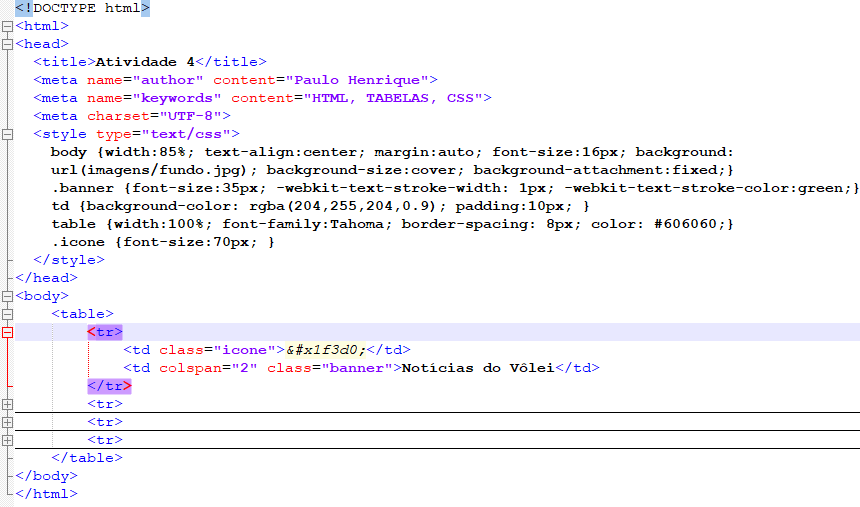 <!DOCTYPE html>
<html>
<head>
<title>Atividade 4</title>
<meta name="author" content="Paulo Henrique">
<meta name="keywords" content="HTML, TABELAS, CSS">
<meta charset="UTF-8">
<style type="text/css">
body {width:85%; text-align:center; margin:auto; font-size:16px; background:
url(imagens/fundo.jpg); background-size:cover; background-attachment:fixed;}
.banner {font-size:35px; -webkit-text-stroke-width: 1px; -webkit-text-stroke-color:green;}
td {background-color: rgba(204,255,204,0.9); padding:10px; }
table {width:100%; font-family:Tahoma; border-spacing: 8px; color: #606060;}
.icone {font-size:70px; }
</style>
</head>
<body>
<table>
<tr>
<td class="icone">&#x1f3d0;</td>
<td colspan="2" class="banner">Notícias do Vôlei</td>
</tr>
<tr>
<tr>
<tr>
</table>
</body>
</html>